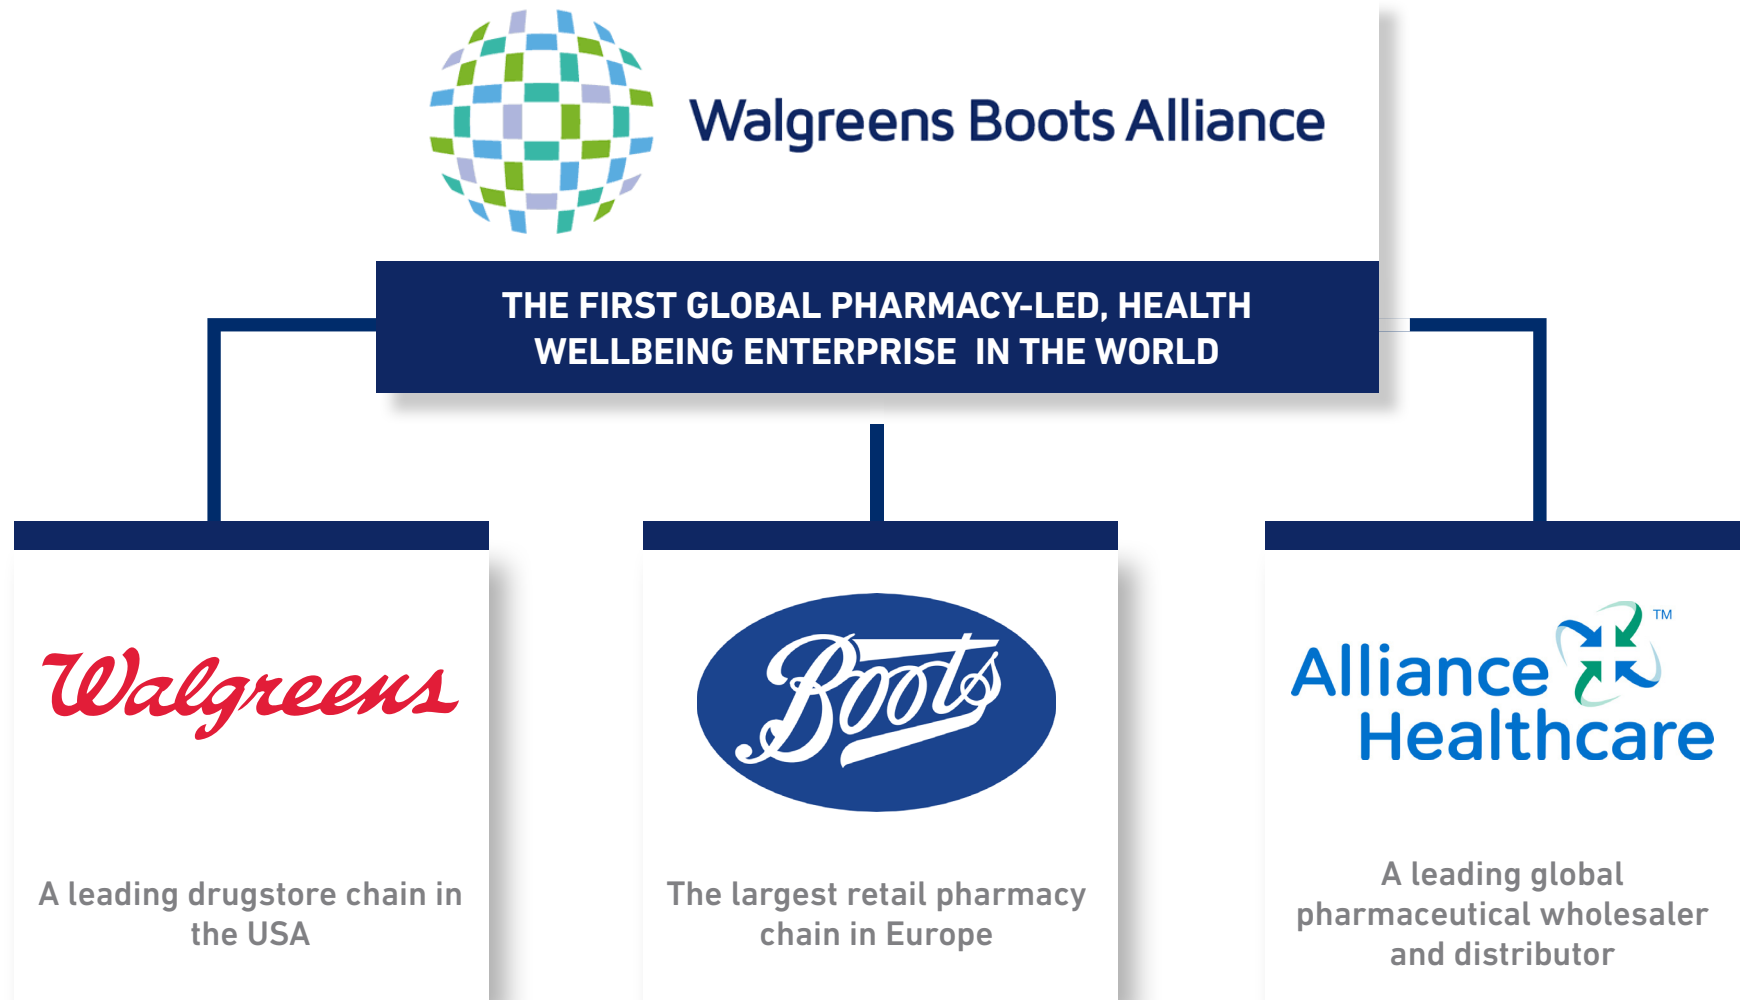 Walgreens Boots Alliance
THE FIRST GLOBAL PHARMACY-LED, HEALTH
WELLBEING ENTERPRISE  IN THE WORLD
Walgreens
Boots
Alliance
Healthcare
TM
A leading drugstore chain in
the USA
The largest retail pharmacy
chain in Europe
A leading global
pharmaceutical wholesaler
and distributor